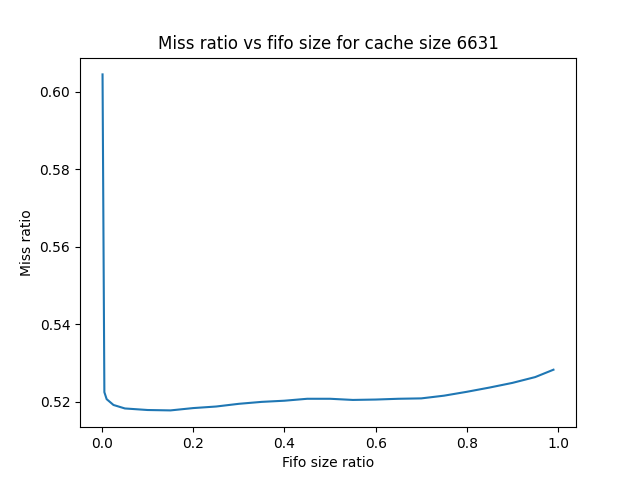 Miss ratio vs fifo size for cache size 6631
0.60
0.58
0.56
0.54
0.52
Miss ratio
0.0 0.2 0.4 0.6 0.8 1.0
Fifo size ratio